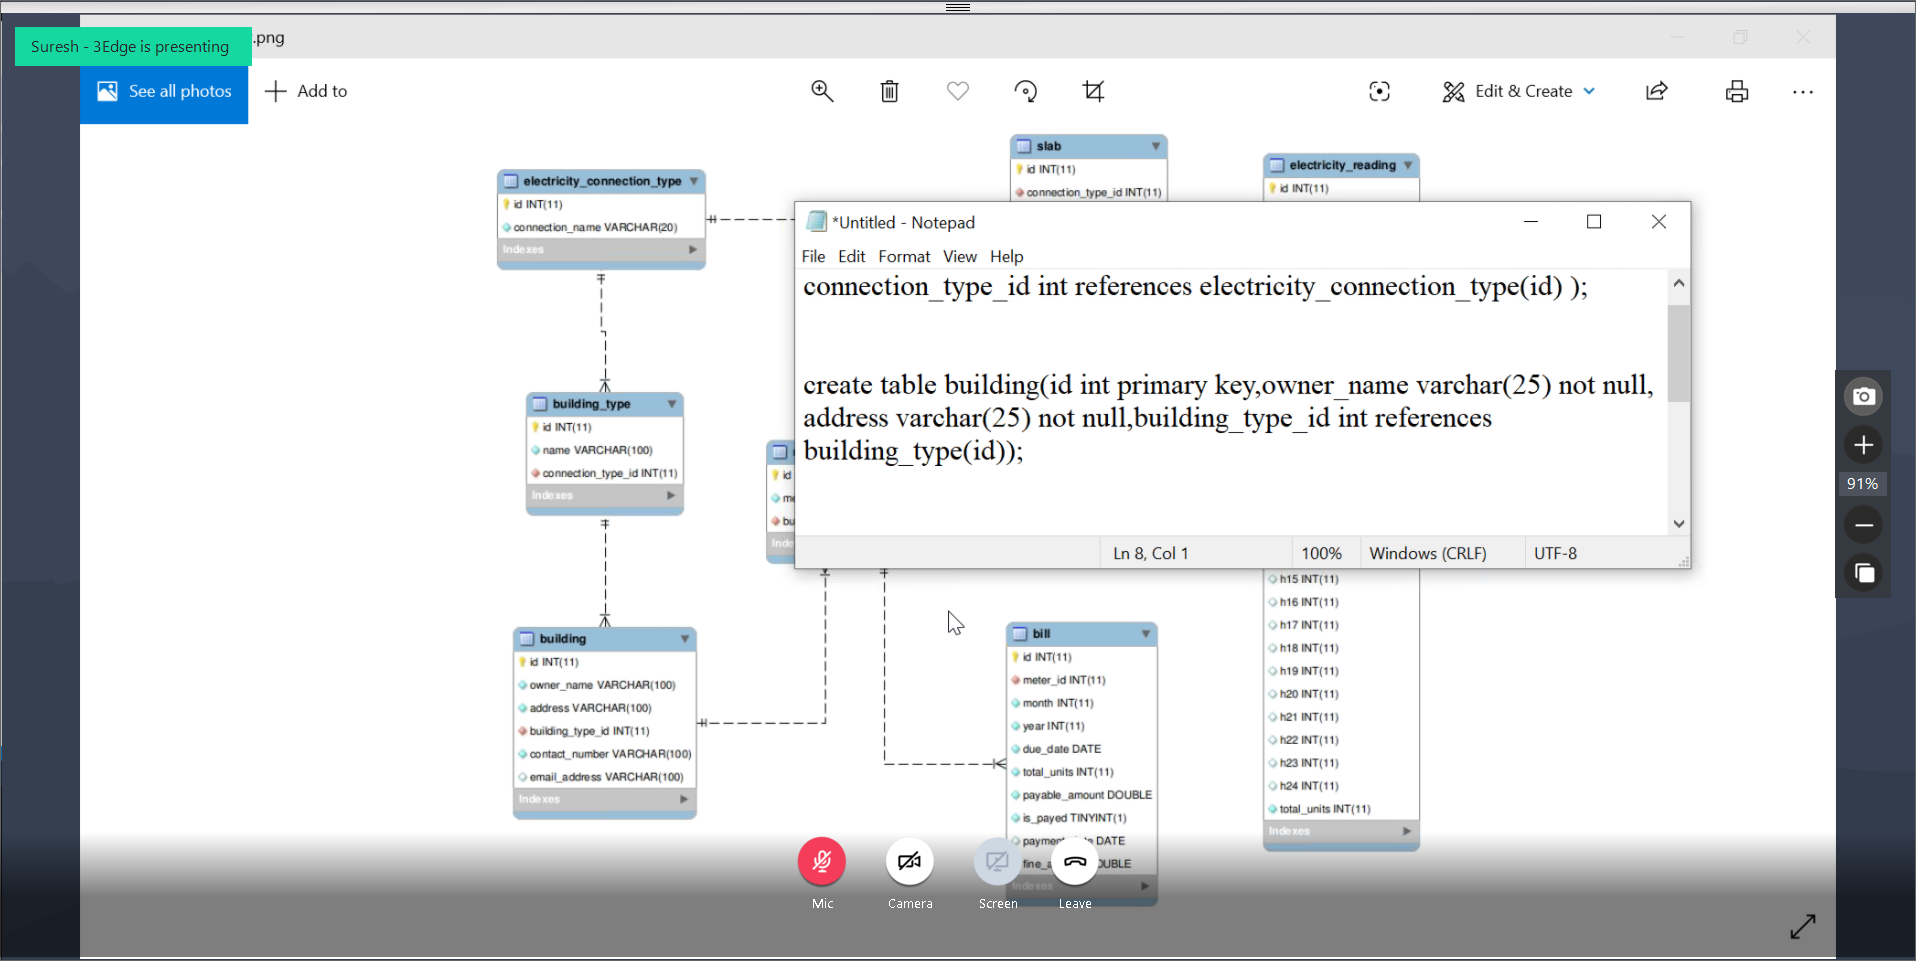 Suresh - 3Edge is presenting
.png
See all photos
Add to
Edit & Create
electricity_connection_type
id INT(11)
connection_name VARCHAR(20)
Indexes
slab
id INT(11)
connection_type_id INT(11)
electricity_reading
id INT(11)
*Untitled - Notepad
File Edit Format View Help
connection_type_id int references electricity_connection_type(id) );
create table building(id int primary key,owner_name varchar(25) not null,
address varchar(25) not null,building_type_id int references
building_type(id));
Ln 8, Col 1
100%
Windows (CRLF)
UTF-8
building_type
id INT(11)
name VARCHAR(100)
connection_type_id INT(11)
Indexes
id
me
bu
Inde
building
id INT(11)
owner_name VARCHAR(100)
address VARCHAR(100)
building_type_id INT(11)
contact_number VARCHAR(100)
email_address VARCHAR(100)
Indexes
bill
id INT(11)
meter_id INT(11)
month INT(11)
year INT(11)
due_date DATE
total_units INT(11)
payable_amount DOUBLE
is_payed TINYINT(1)
DATE
Indexes
h15 INT(11)
h16 INT(11)
h17 INT(11)
h18 INT(11)
h19 INT(11)
h20 INT(11)
h21 INT(11)
h22 INT(11)
h23 INT(11)
h24 INT(11)
total_units INT(11)
Indexes
91%
Mic
Camera
Screen
Leave